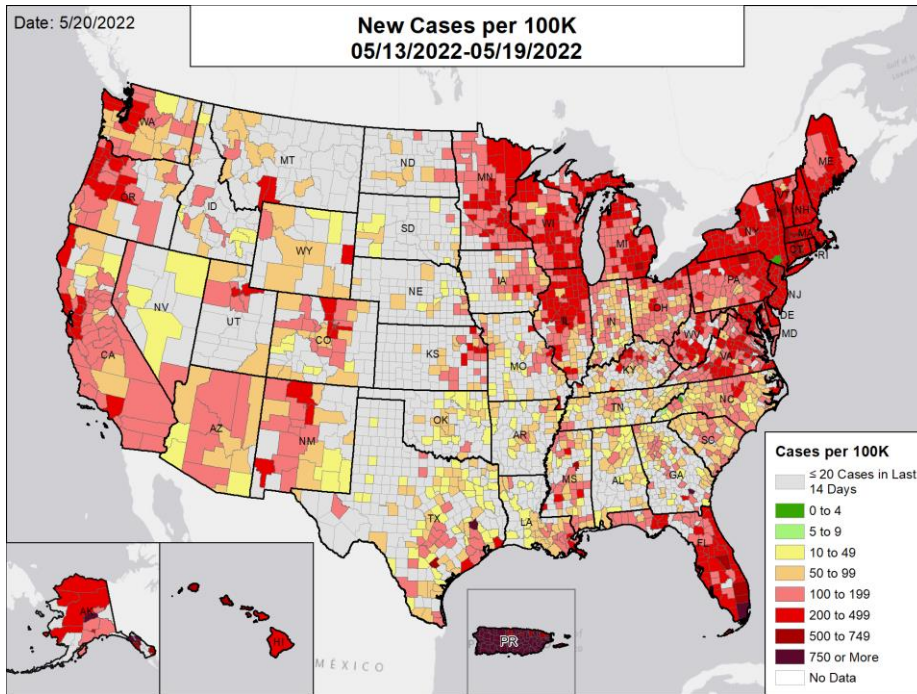 Date: 5/20/2022
New Cases per 100K
05/13/2022-05/19/2022
WA
MT
ND
MN
ME
OR
ID
WY
SD
WI
MI
NY
NH
MA
CT
RI
NV
UT
NE
IA
PA
NJ
CA
CO
KS
MO
IN
OH
WV
VA
DE
MD
KY
AZ
NM
OK
AR
TN
NC
SC
TX
LA
MS
AL
GA
FL
AK
HI
PR
MÉXICO
Cases per 100K
≤ 20 Cases in Last
14 Days
0 to 4
5 to 9
10 to 49
50 to 99
100 to 199
200 to 499
500 to 749
750 or More
No Data